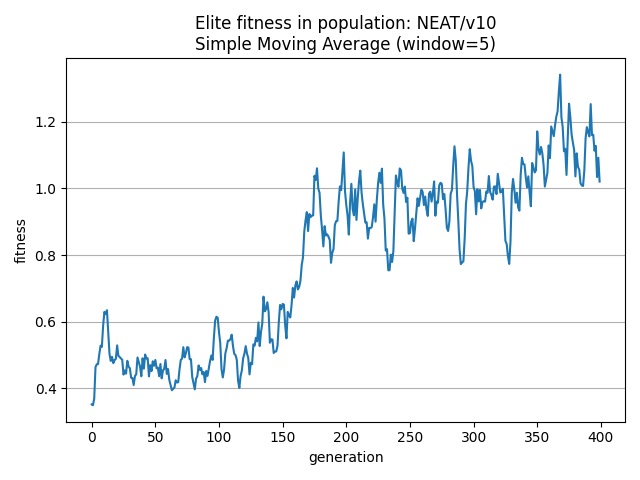 Elite fitness in population: NEAT/v10
Simple Moving Average (window=5)
fitness
1.2
1.0
0.8
0.6
0.4
0 50 100 150 200 250 300 350 400
generation